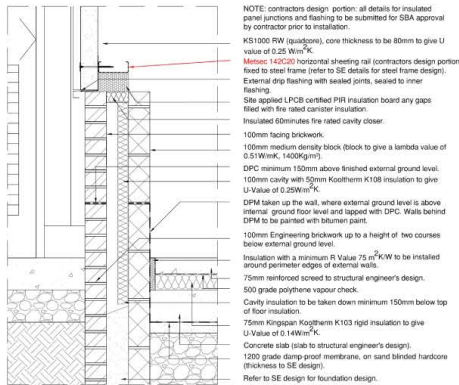 NOTE: contractors design portion: all details for insulated
panel junctions and flashing to be submitted for SBA approval
by contractor prior to installation.
KS1000 RW (quadcore), core thickness to be 80mm to give U
value of 0.25 W/m²K.
Metsec 142C20 horizontal sheeting rail (contractors design portion
fixed to steel frame (refer to SE details for steel frame design).
External drip flashing with sealed joints, sealed to inner
flashing.
Site applied LPCB certified PIR insulation board any gaps
filled with fire rated canister insulation.
Insulated 60minutes fire rated cavity closer.
100mm facing brickwork.
100mm medium density block (block to give a lambda value of
0.51W/mK, 1400Kg/m³).
DPC minimum 150mm above finished external ground level.
100mm cavity with 50mm Kooltherm K108 insulation to give
U-Value of 0.25W/m²K.
DPM taken up the wall, where external ground level is above
internal ground floor level and lapped with DPC. Walls behind
DPM to be painted with bitumen paint.
100mm Engineering brickwork up to a height of two courses
below external ground level.
Insulation with a minimum R Value 75 m²K/W to be installed
around perimeter edges of external walls.
75mm reinforced screed to structural engineer's design.
500 grade polythene vapour check.
Cavity insulation to be taken down minimum 150mm below top
of floor insulation.
75mm Kingspan Kooltherm K103 rigid insulation to give
U-Value of 0.14W/m²K.
Concrete slab (slab to structural engineer's design).
1200 grade damp-proof membrane, on sand blinded hardcore
(thickness to SE design).
Refer to SE design for foundation design.